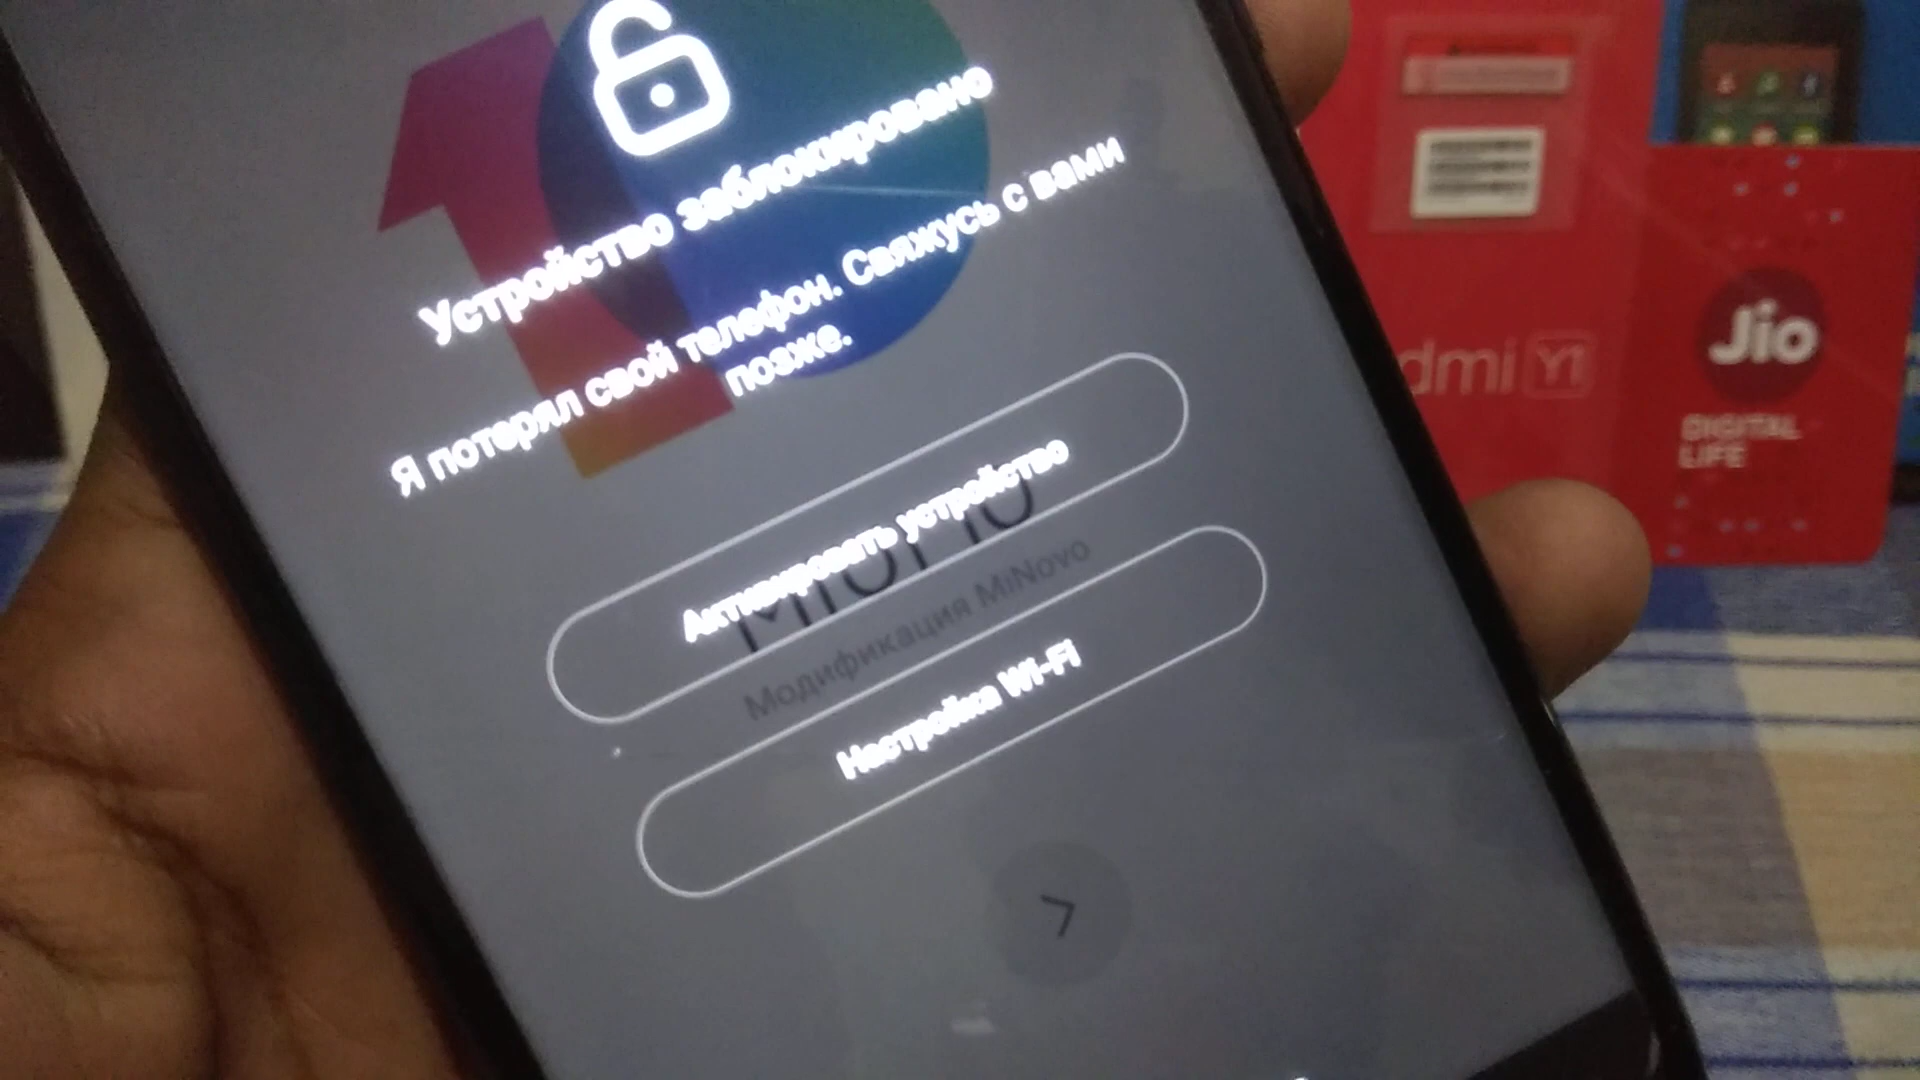 Устройство заблокировано
Я потерял свой телефон. Свяжусь с вами
позже.
Активировать устройство
Модификация MiNovo
Настройка Wi-Fi
dmi Y1
Jio
DIGITAL
LIFE